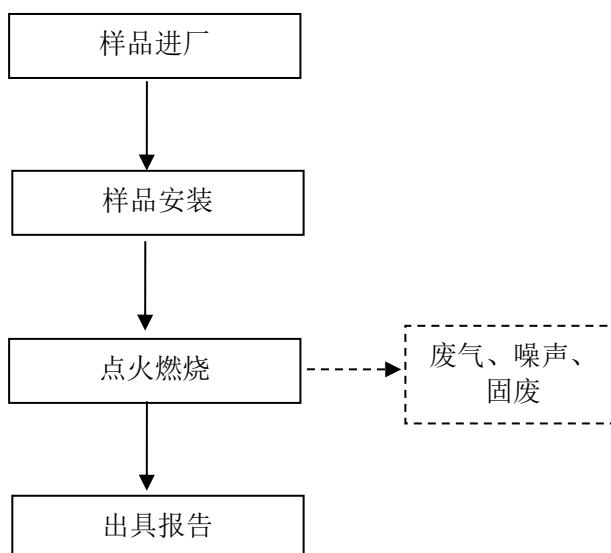 样品进厂
样品安装
点火燃烧
废气、噪声、
固废
出具报告